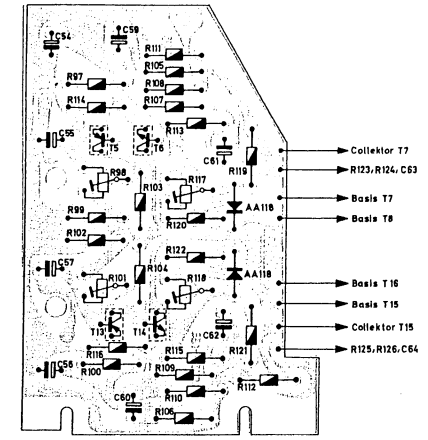 C54
C59
R111
R105
R97
R108
R114
R107
R113
C55
T5
T6
C61
R119
Collektor T7
R123/R124/C63
R98
R117
R103
Basis T7
AA118
R99
R120
Basis T8
R102
R122
C57
R104
AA118
R101
R118
Basis T16
Basis T15
T13
T14
C62
Collektor T15
R121
R116
R115
R125/R126/C64
R100
R109
C56
R112
R110
C60
R106